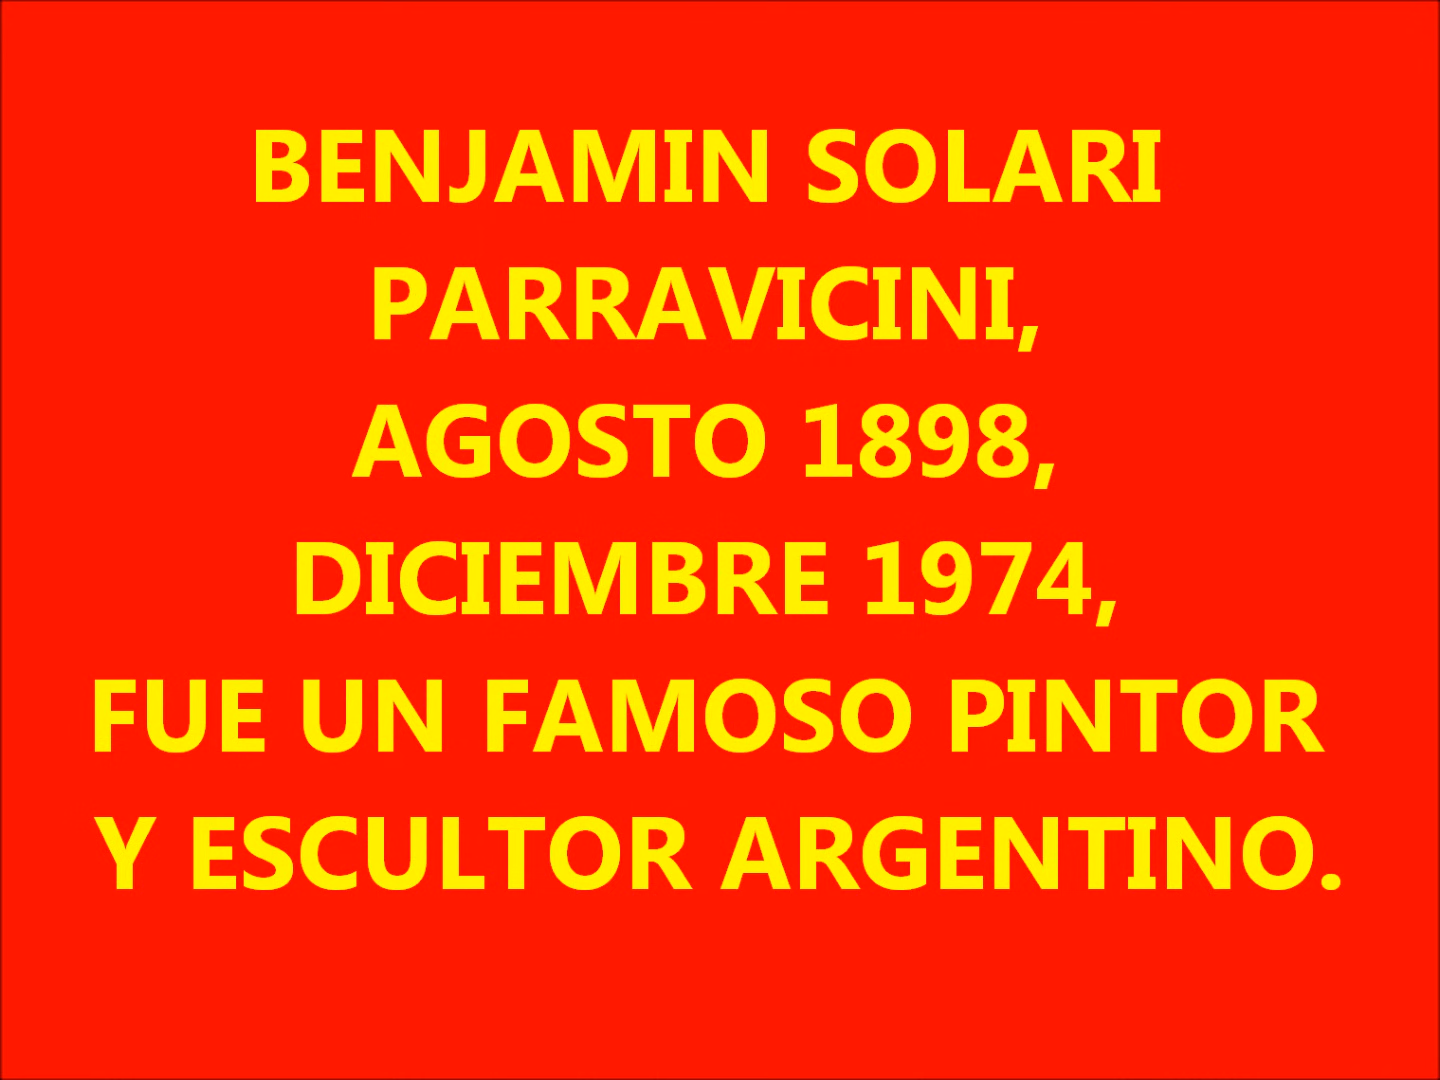 BENJAMIN SOLARI
PARRAVICINI,
AGOSTO 1898,
DICIEMBRE 1974,
FUE UN FAMOSO PINTOR
Y ESCULTOR ARGENTINO.